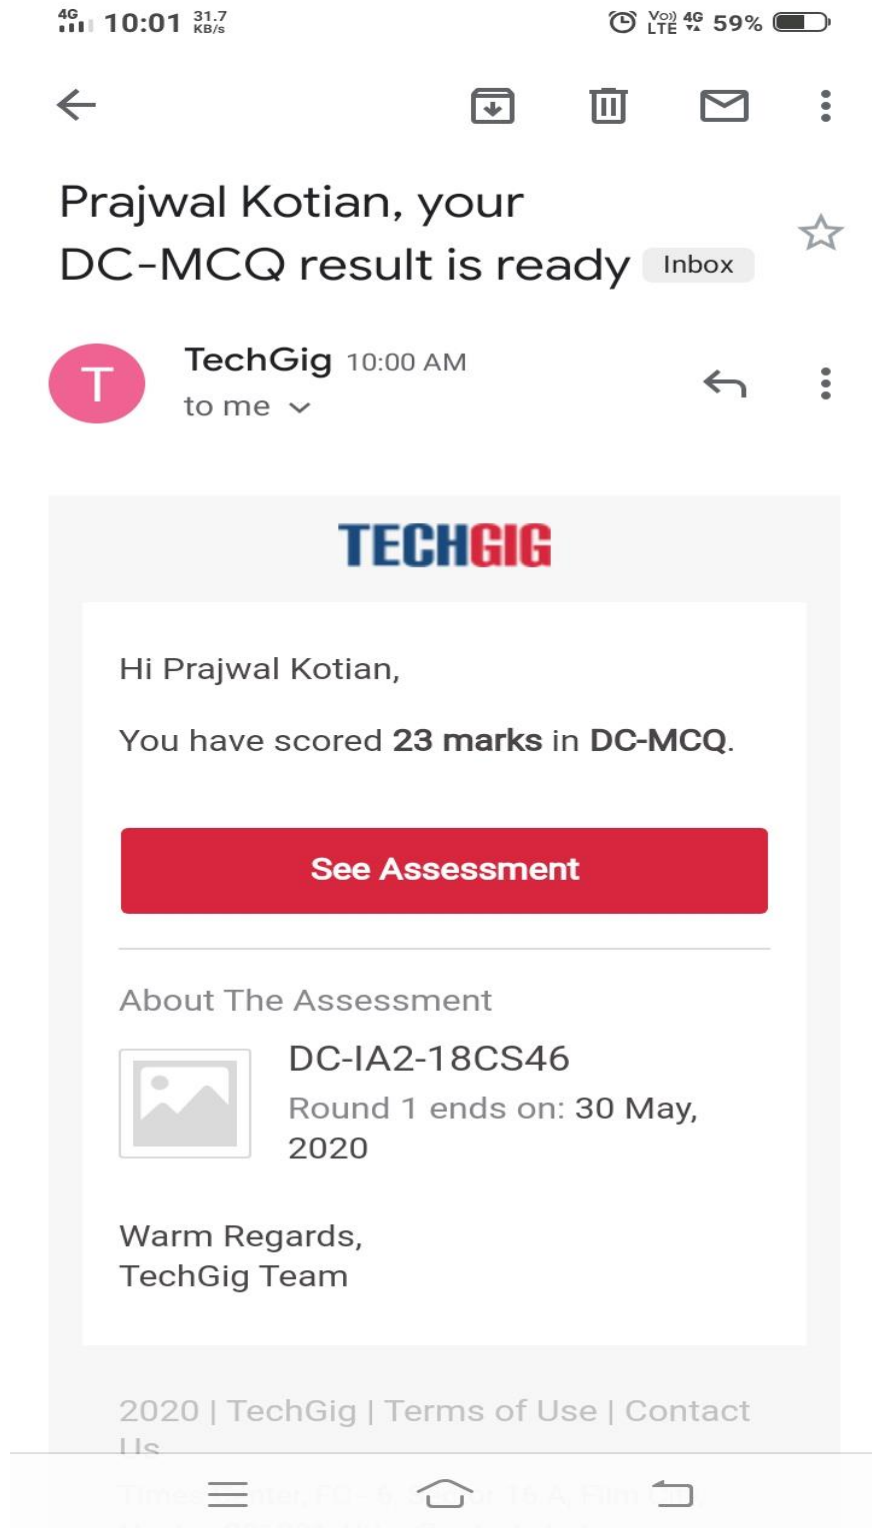 4G 10:01 31.7 KB/s Vo)) LTE 4G 59%
Prajwal Kotian, your
DC-MCQ result is ready Inbox
T
TechGig 10:00 AM
to me
TECHGIG
Hi Prajwal Kotian,
You have scored 23 marks in DC-MCQ.
See Assessment
About The Assessment
DC-IA2-18CS46
Round 1 ends on: 30 May,
2020
Warm Regards,
TechGig Team
2020 | TechGig | Terms of Use | Contact
Us